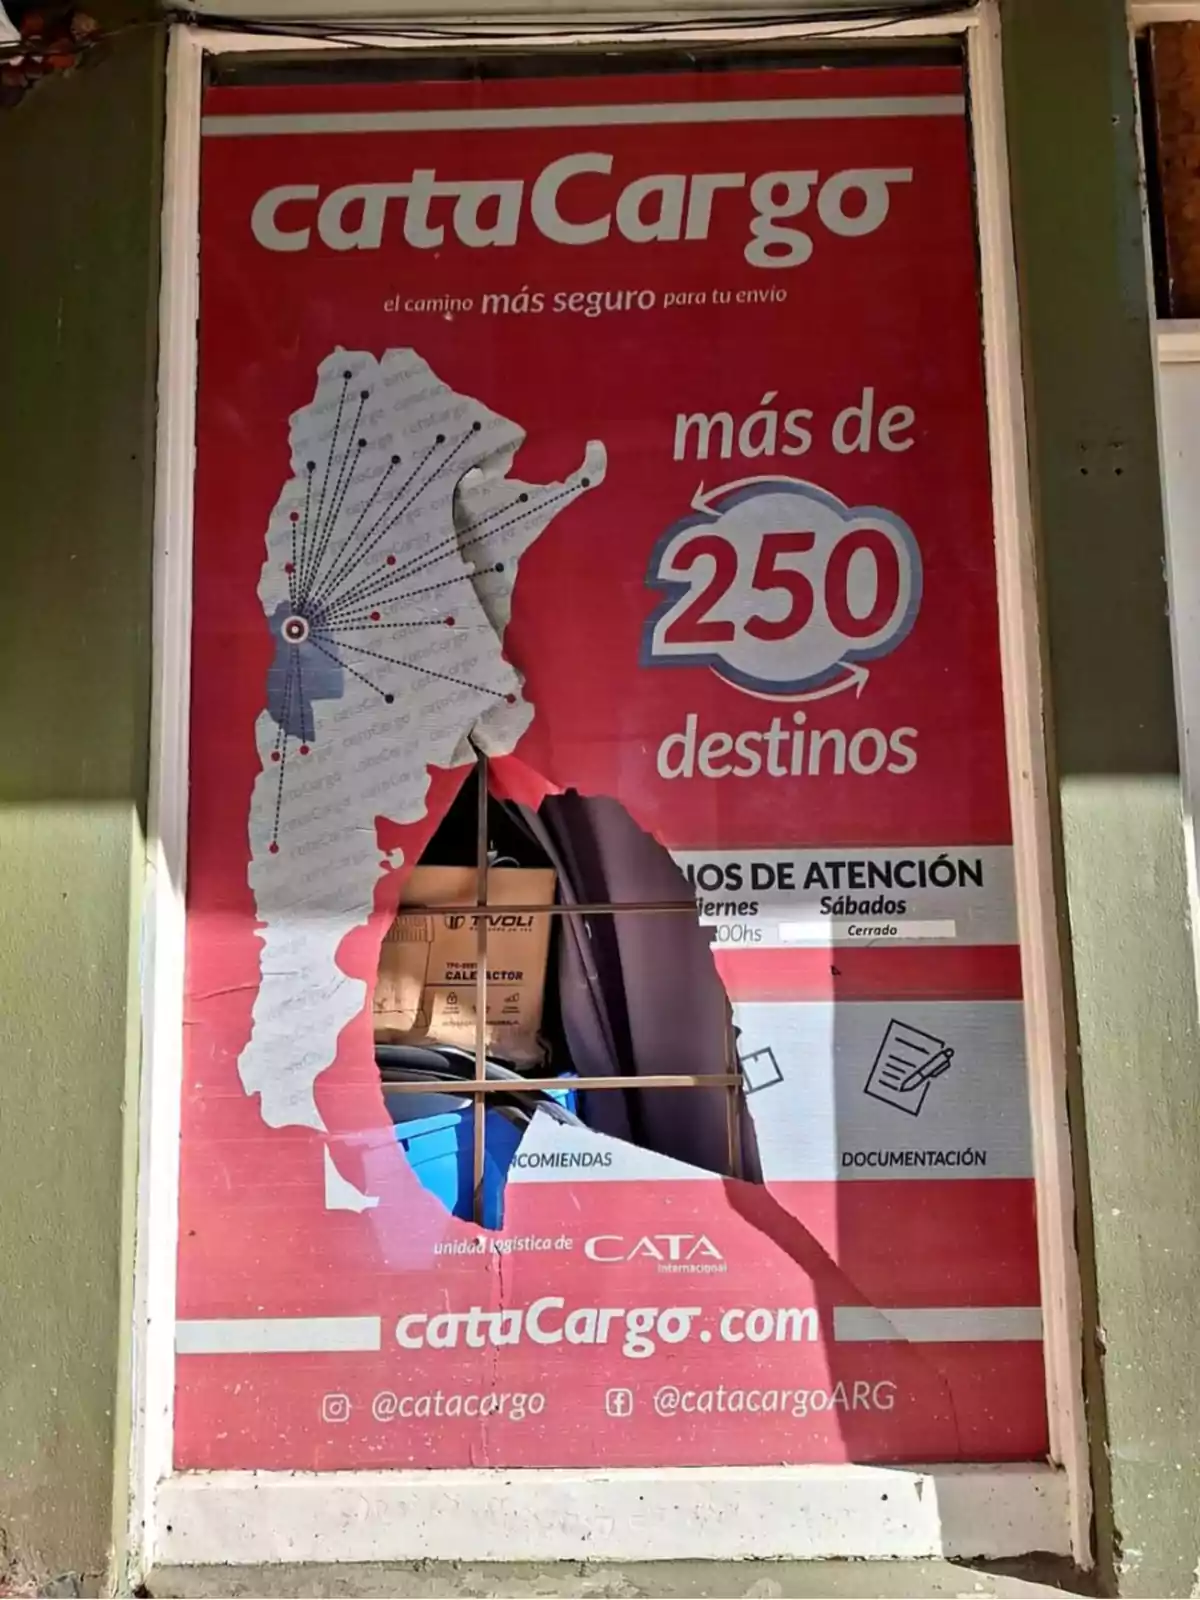 cataCargo
el camino más seguro para tu envío
más de
250
destinos
IOS DE ATENCIÓN
iernes Sábados
:00hs Cerrado
TIVOLI
CALEFACTOR
COMIENDAS
DOCUMENTACIÓN
unidad logística de CATA
internacional
cataCargo.com
@catacargo @catacargoARG